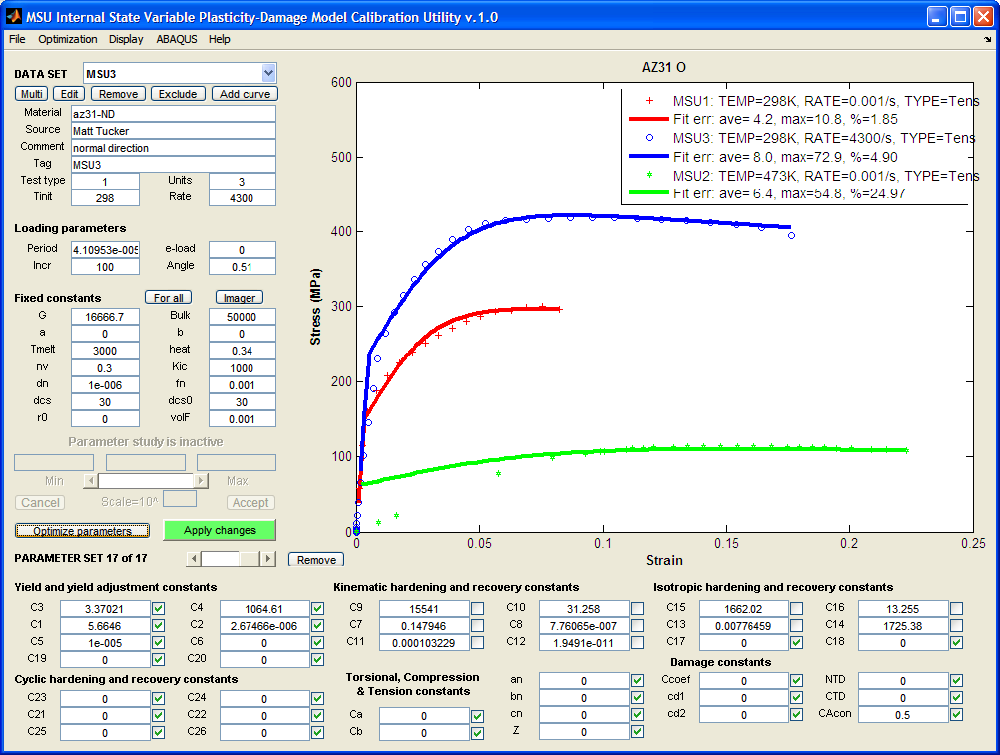 MSU Internal State Variable Plasticity-Damage Model Calibration Utility v.1.0
File Optimization Display ABAQUS Help
DATA SET MSU3
Multi Edit Remove Exclude Add curve
Material az31-ND
Source Matt Tucker
Comment normal direction
Tag MSU3
Test type 1 Units 3
Tinit 298 Rate 4300
Loading parameters
Period 4.10953e-005 e-load 0
Incr 100 Angle 0.51
Fixed constants For all Imager
G 16666.7 Bulk 50000
a 0 b 0
Tmelt 3000 heat 0.34
nv 0.3 Kic 1000
dn 1e-006 fn 0.001
dcs 30 dcs0 30
r0 0 volF 0.001
Parameter study is inactive
Min Max
Cancel Scale=10^ Accept
Optimize parameters Apply changes
PARAMETER SET 17 of 17 Remove
AZ31 O
MSU1: TEMP=298K, RATE=0.001/s, TYPE=Tens
Fit err: ave= 4.2, max=10.8, %=1.85
MSU3: TEMP=298K, RATE=4300/s, TYPE=Tens
Fit err: ave= 8.0, max=72.9, %=4.90
MSU2: TEMP=473K, RATE=0.001/s, TYPE=Tens
Fit err: ave= 6.4, max=54.8, %=24.97
600
500
400
300
200
100
0
Stress (MPa)
0 0.05 0.1 0.15 0.2 0.25
Strain
Yield and yield adjustment constants
C3 3.37021 C4 1064.61
C1 5.6646 C2 2.67466e-006
C5 1e-005 C6 0
C19 0 C20 0
Cyclic hardening and recovery constants
C23 0 C24 0
C21 0 C22 0
C25 0 C26 0
Kinematic hardening and recovery constants
C9 15541 C10 31.258
C7 0.147946 C8 7.76065e-007
C11 0.000103229 C12 1.9491e-011
Torsional, Compression
& Tension constants
Ca 0
Cb 0
an 0
bn 0
cn 0
Z 0
Isotropic hardening and recovery constants
C15 1662.02 C16 13.255
C13 0.00776459 C14 1725.38
C17 0 C18 0
Damage constants
Ccoef 0 NTD 0
cd1 0 CTD 0
cd2 0 CAcon 0.5